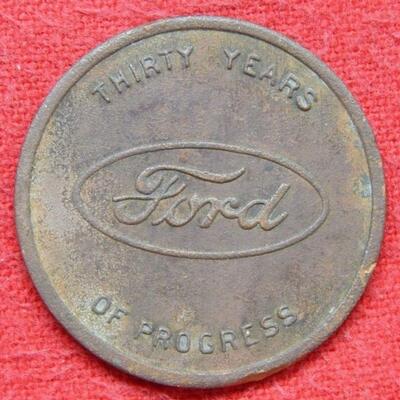 THIRTY YEARS
Ford
OF PROGRESS